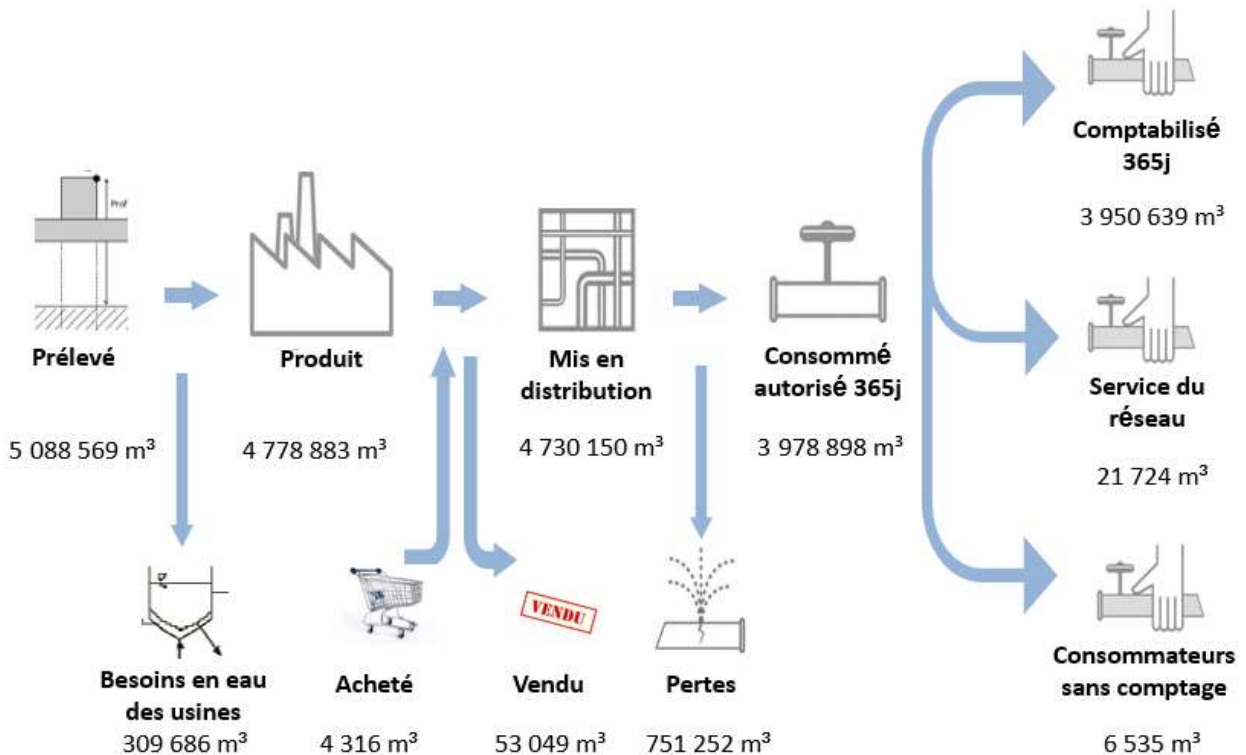 Comptabilisé
365j
3 950 639 m³
Prof
Prélevé
Produit
Mis en
distribution
Consommé
autorisé 365j
Service du
réseau
5 088 569 m³
4 778 883 m³
4 730 150 m³
3 978 898 m³
21 724 m³
VENDU
Besoins en eau
des usines
309 686 m³
Acheté
4 316 m³
Vendu
53 049 m³
Pertes
751 252 m³
Consommateurs
sans comptage
6 535 m³